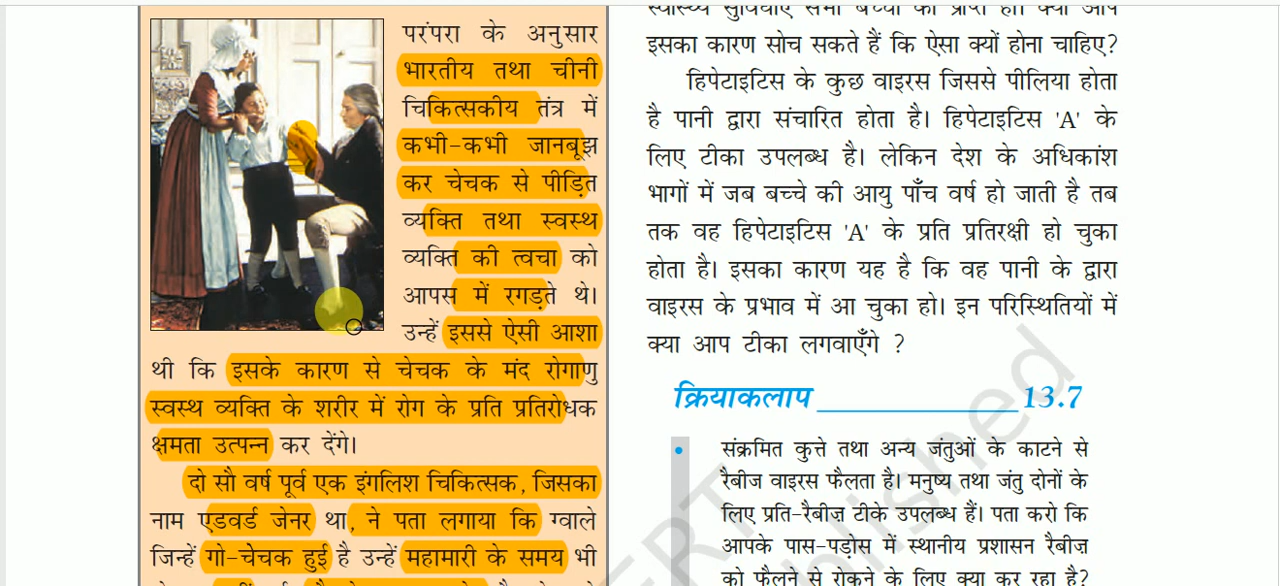 परंपरा के अनुसार
भारतीय तथा चीनी
चिकित्सकीय तंत्र में
कभी-कभी जानबूझ
कर चेचक से पीड़ित
व्यक्ति तथा स्वस्थ
व्यक्ति की त्वचा को
आपस में रगड़ते थे।
उन्हें इससे ऐसी आशा
थी कि इसके कारण से चेचक के मंद रोगाणु
स्वस्थ व्यक्ति के शरीर में रोग के प्रति प्रतिरोधक
क्षमता उत्पन्न कर देंगे।
दो सौ वर्ष पूर्व एक इंगलिश चिकित्सक, जिसका
नाम एडवर्ड जेनर था, ने पता लगाया कि ग्वाले
जिन्हें गो-चेचक हुई है उन्हें महामारी के समय भी
स्वास्थ्य सुविधाएँ सभी बच्चों को प्राप्त हों। क्या आप
इसका कारण सोच सकते हैं कि ऐसा क्यों होना चाहिए?
हिपेटाइटिस के कुछ वाइरस जिससे पीलिया होता
है पानी द्वारा संचारित होता है। हिपेटाइटिस 'A' के
लिए टीका उपलब्ध है। लेकिन देश के अधिकांश
भागों में जब बच्चे की आयु पाँच वर्ष हो जाती है तब
तक वह हिपेटाइटिस 'A' के प्रति प्रतिरक्षी हो चुका
होता है। इसका कारण यह है कि वह पानी के द्वारा
वाइरस के प्रभाव में आ चुका हो। इन परिस्थितियों में
क्या आप टीका लगवाएँगे ?
क्रियाकलाप ____________ 13.7
• संक्रमित कुत्ते तथा अन्य जंतुओं के काटने से
रैबीज वाइरस फैलता है। मनुष्य तथा जंतु दोनों के
लिए प्रति-रैबीज़ टीके उपलब्ध हैं। पता करो कि
आपके पास-पड़ोस में स्थानीय प्रशासन रैबीज
को फैलने से रोकने के लिए क्या कर रहा है?